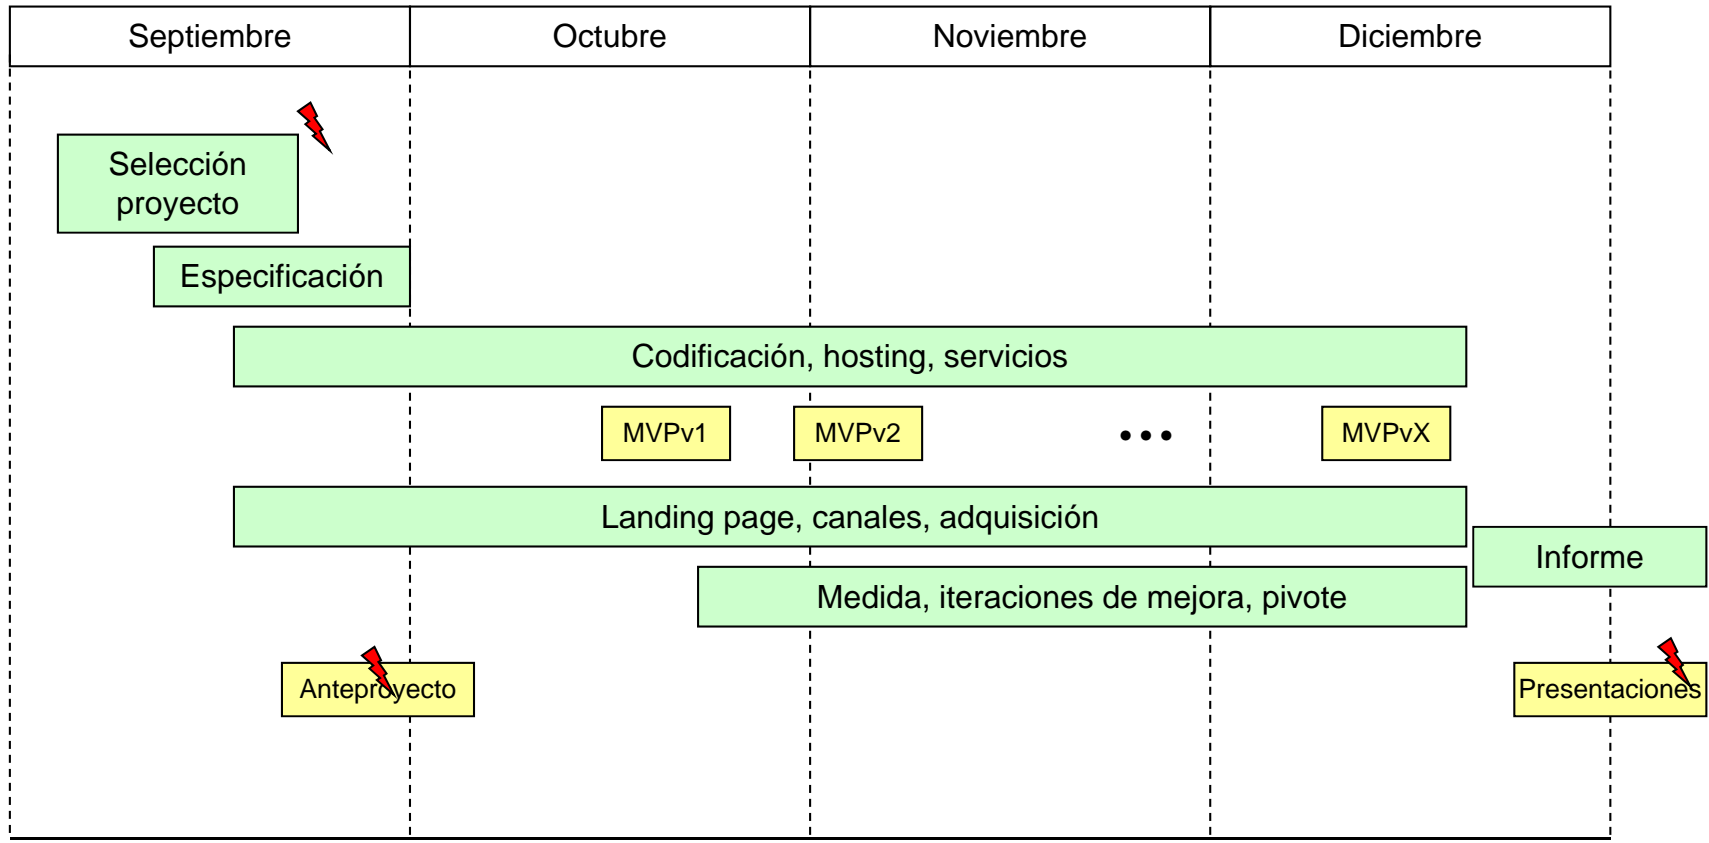 Septiembre
Octubre
Noviembre
Diciembre
Selección
proyecto
Especificación
Codificación, hosting, servicios
MVPv1
MVPv2
...
MVPvX
Landing page, canales, adquisición
Informe
Medida, iteraciones de mejora, pivote
Anteproyecto
Presentaciones